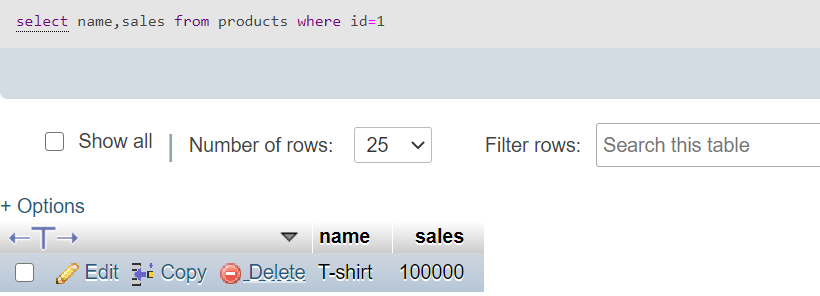 select name,sales from products where id=1
Show all | Number of rows: 25 Filter rows: Search this table
+ Options
←T→ name sales
Edit Copy Delete T-shirt 100000